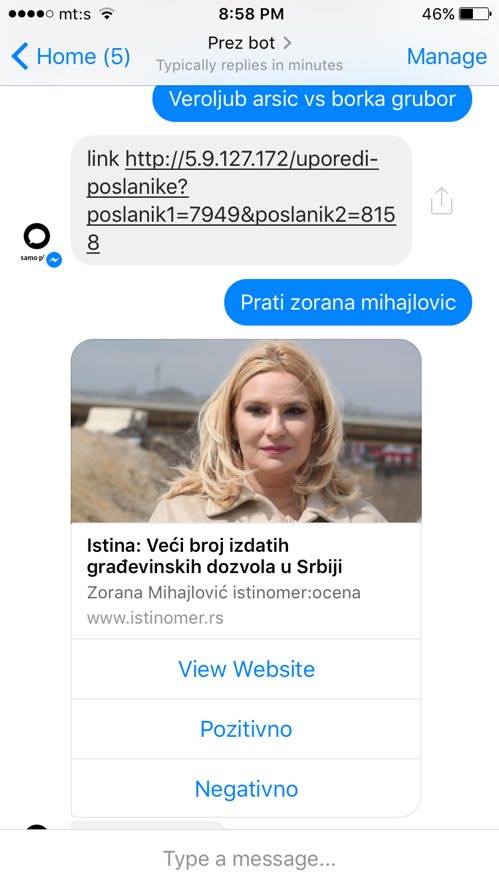 mt:s 8:58 PM 46%
Home (5) Prez bot Manage
Typically replies in minutes
Veroljub arsic vs borka grubor
link http://5.9.127.172/uporedi-
poslanike?
poslanik1=7949&poslanik2=815
8
samo p
Prati zorana mihajlovic
Istina: Veći broj izdatih
građevinskih dozvola u Srbiji
Zorana Mihajlović istinomer:ocena
www.istinomer.rs
View Website
Pozitivno
Negativno
Type a message...